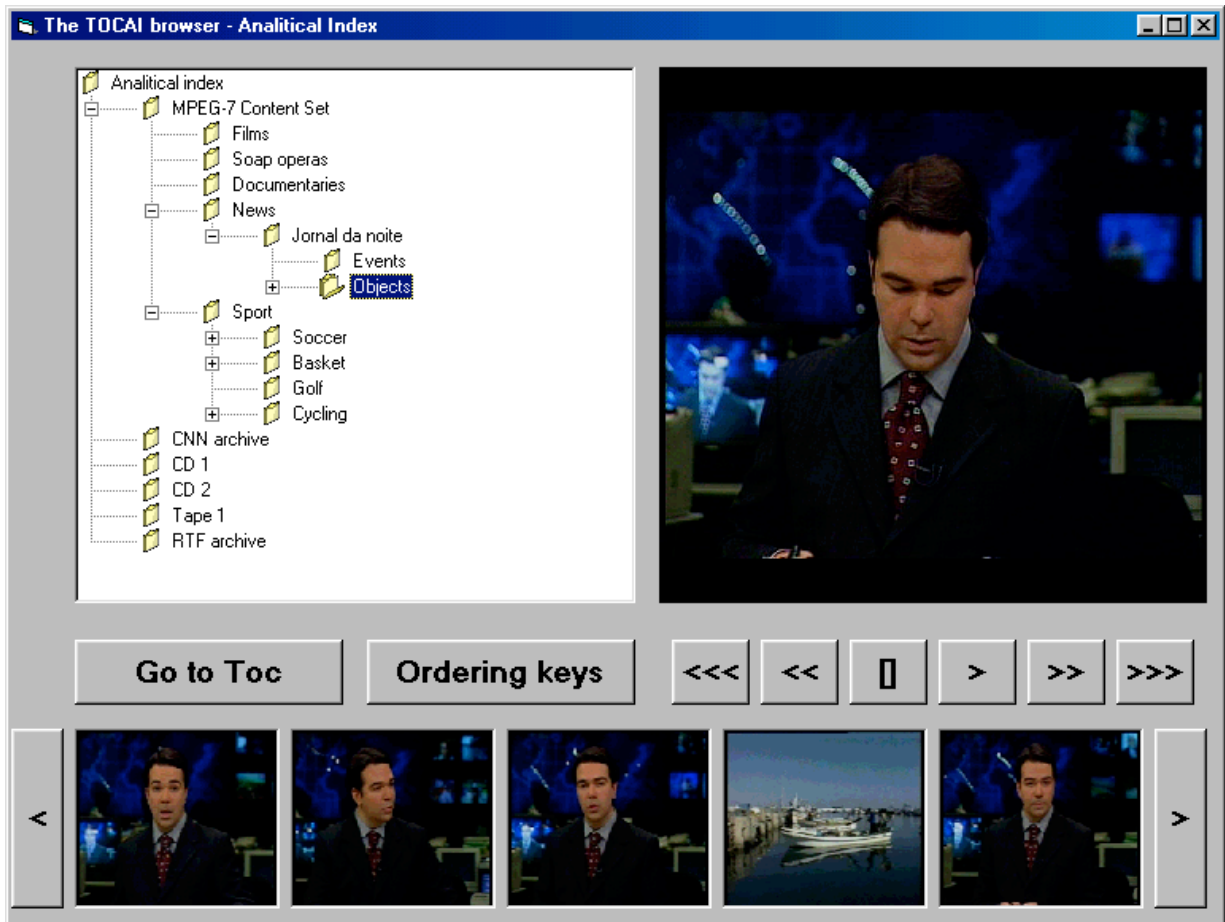 The TOCAI browser - Analitical Index
Analitical index
MPEG-7 Content Set
Films
Soap operas
Documentaries
News
Jornal da noite
Events
Objects
Sport
Soccer
Basket
Golf
Cycling
CNN archive
CD 1
CD 2
Tape 1
RTF archive
Go to Toc
Ordering keys
<<<
<<
[]
>
>>
>>>
<
>